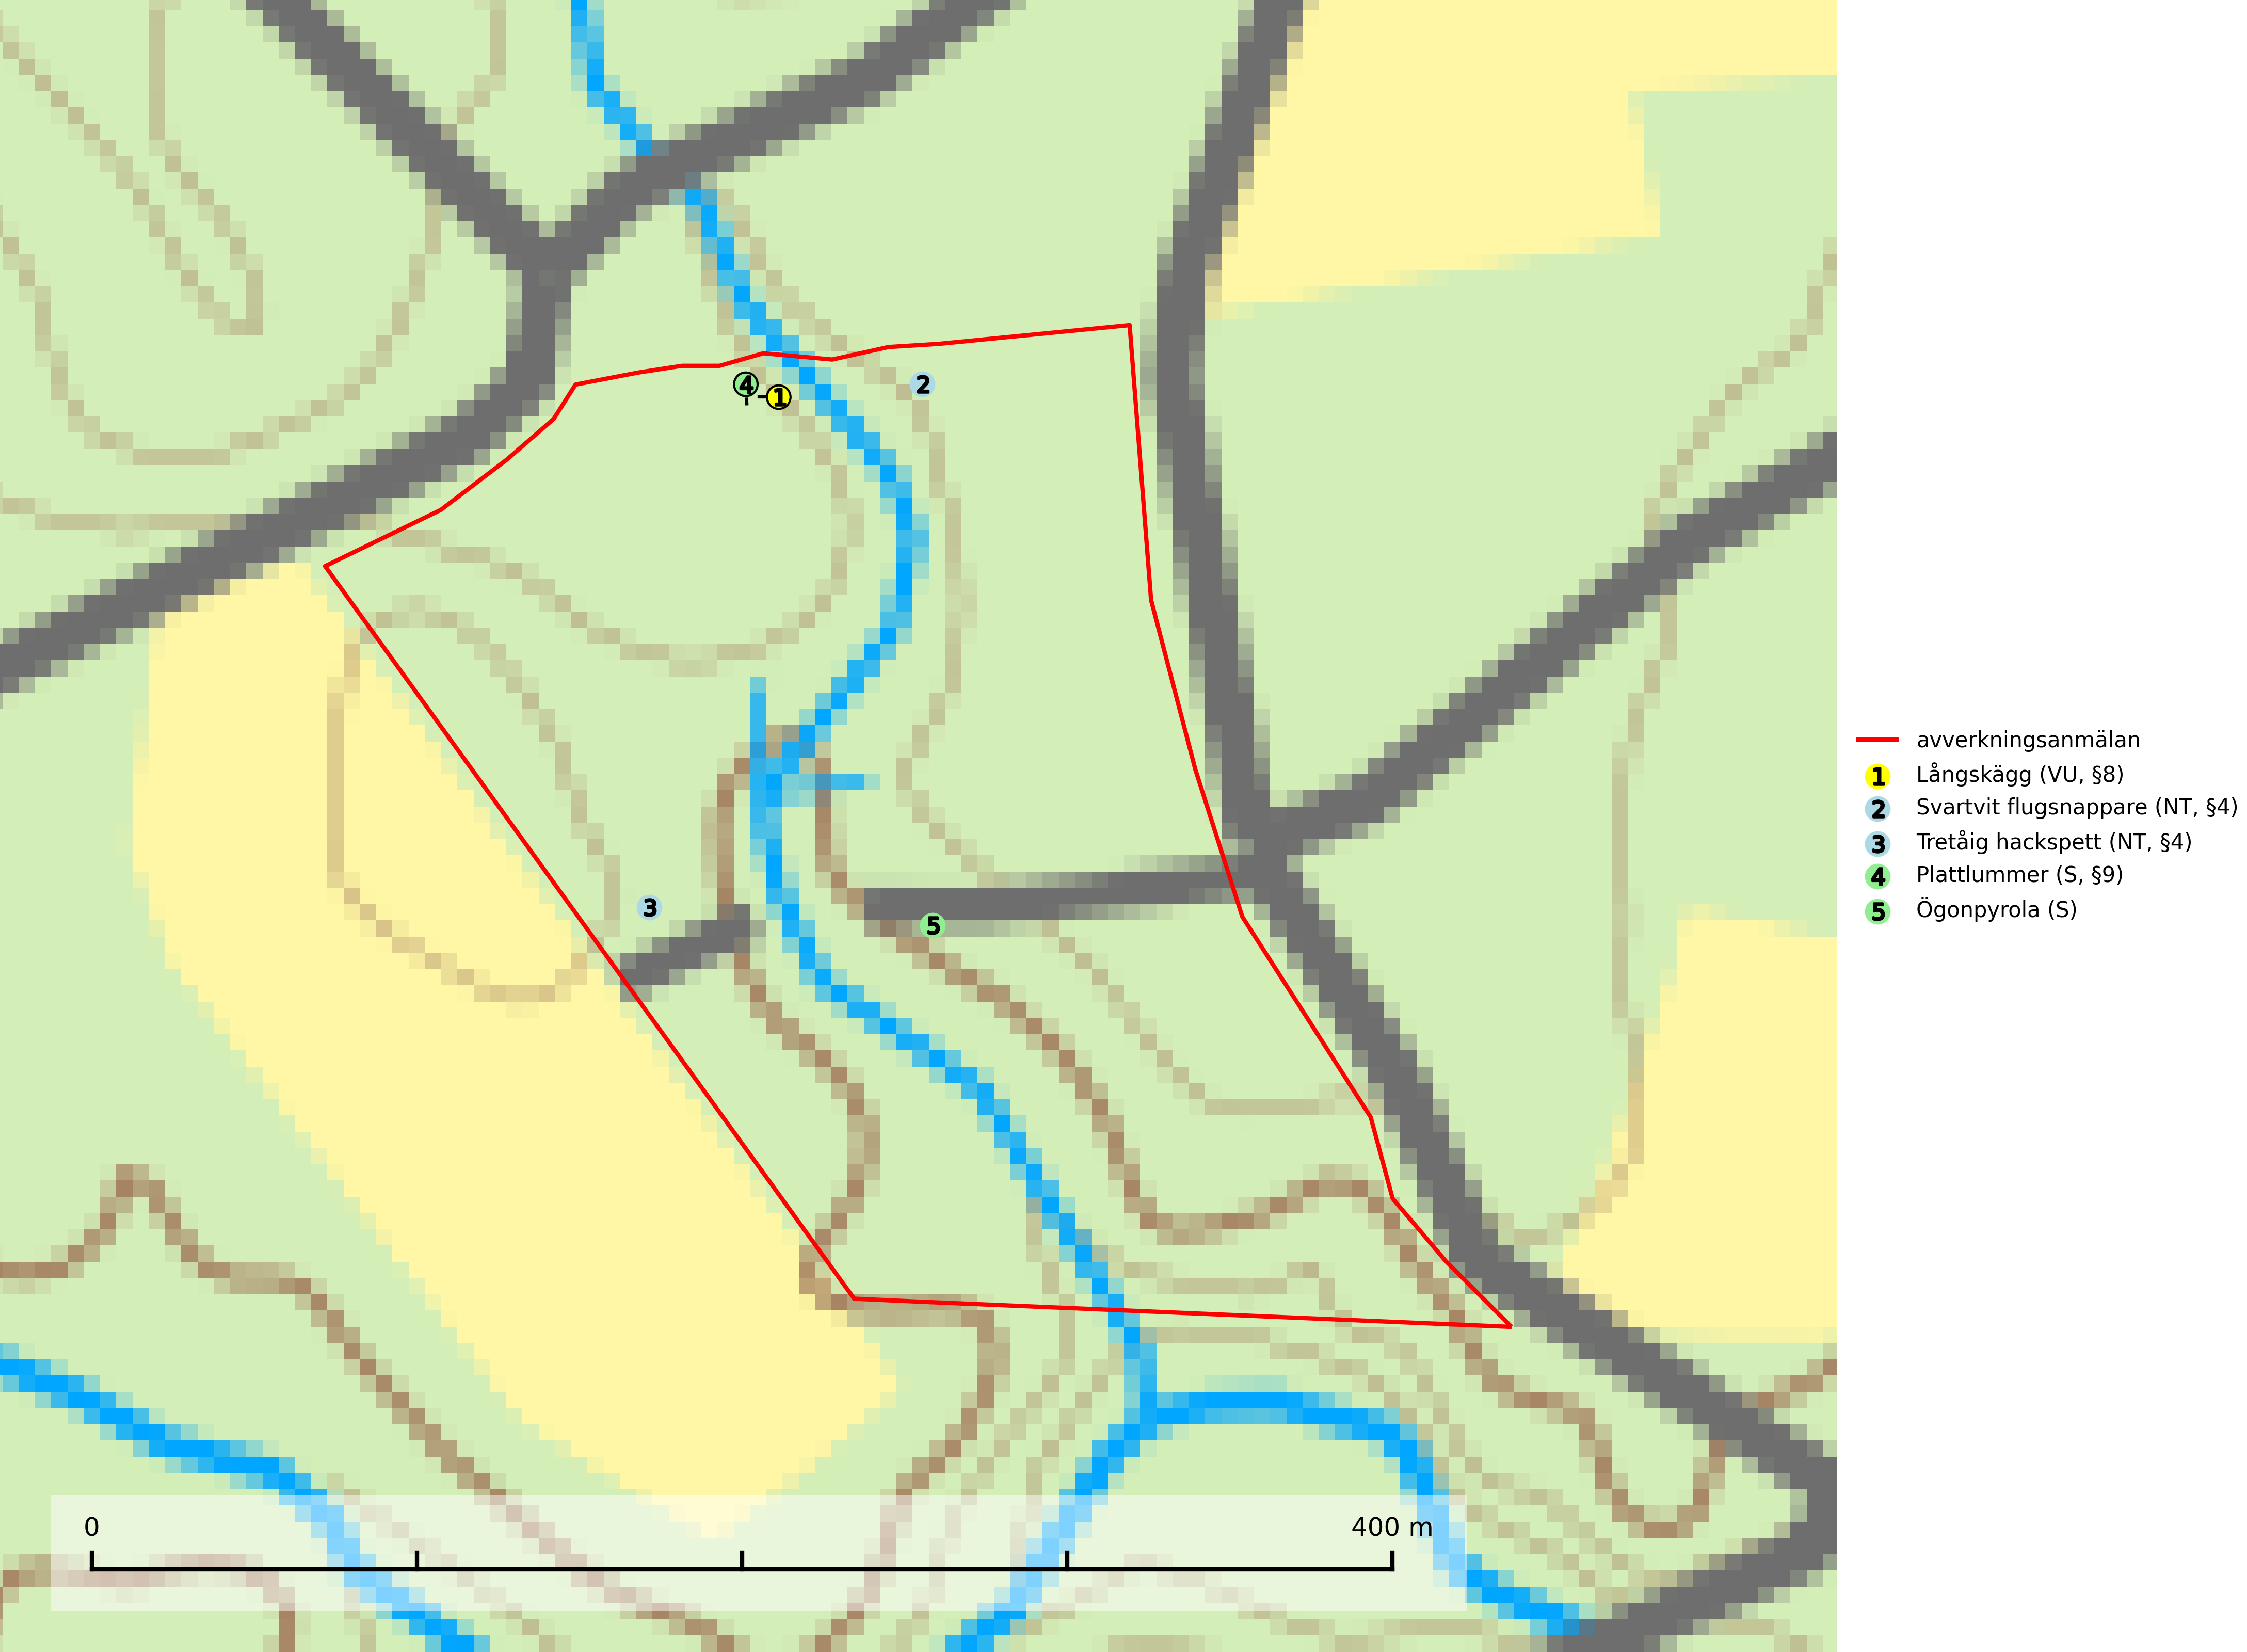 4
1
2
3
5
avverkningsanmälan
1 Långskägg (VU, §8)
2 Svartvit flugsnappare (NT, §4)
3 Tretåig hackspett (NT, §4)
4 Plattlummer (S, §9)
5 Ögonpyrola (S)
0 400 m